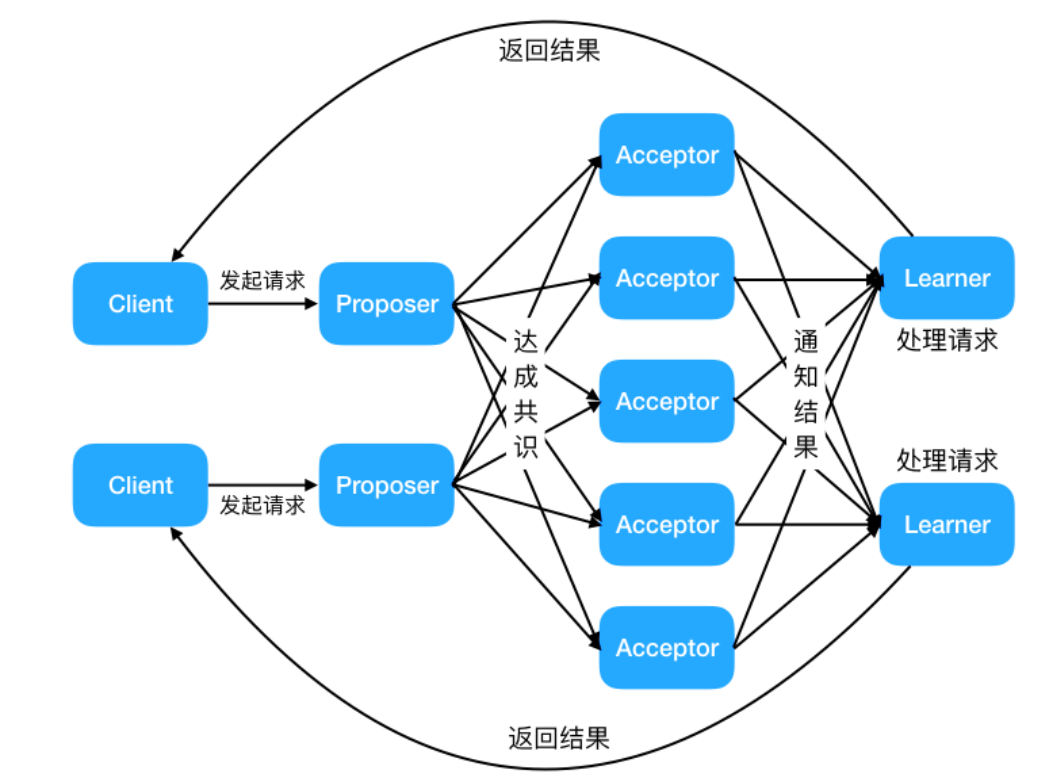 返回结果
Acceptor
Client
发起请求
Proposer
Acceptor
Learner
处理请求
达成共识
Acceptor
通知结果
Client
发起请求
Proposer
处理请求
Acceptor
Learner
Acceptor
返回结果